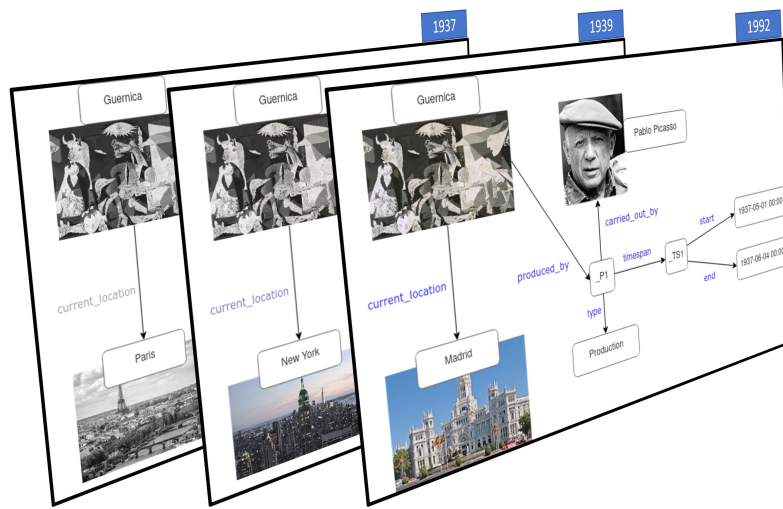 1937
1939
1992
Guernica
Guernica
Guernica
Pablo Picasso
carried_out_by
start
1937-05-01 00:00
produced_by
timespan
_P1
_TS1
1937-06-04 00:00
end
current_location
current_location
current_location
type
Paris
New York
Madrid
Production